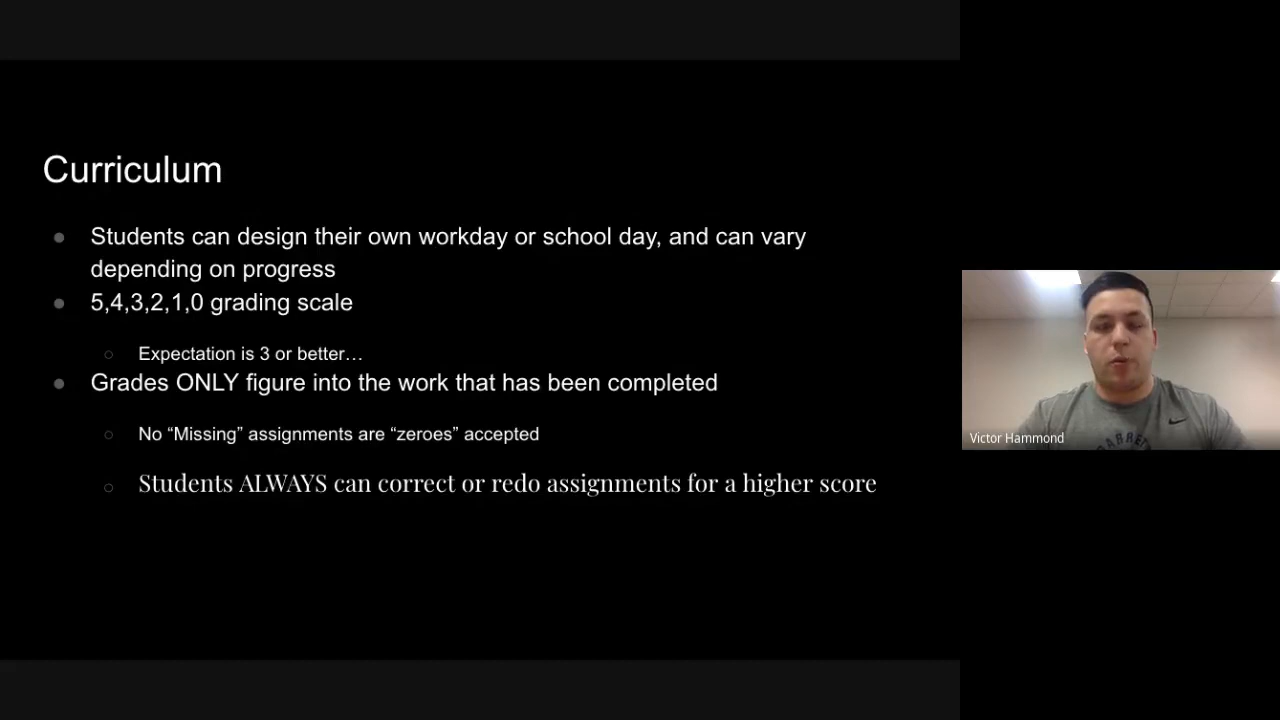 Curriculum
Students can design their own workday or school day, and can vary
depending on progress
5,4,3,2,1,0 grading scale
Expectation is 3 or better…
Grades ONLY figure into the work that has been completed
No “Missing” assignments are “zeroes” accepted
Students ALWAYS can correct or redo assignments for a higher score
Victor Hammond